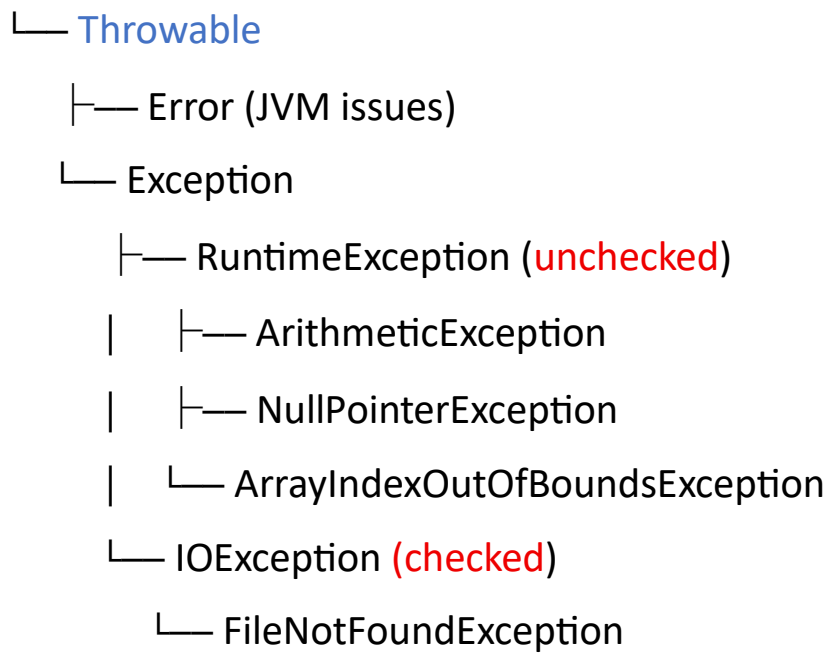 └── Throwable
├── Error (JVM issues)
└── Exception
├── RuntimeException (unchecked)
│ ├── ArithmeticException
│ ├── NullPointerException
│ └── ArrayIndexOutOfBoundsException
└── IOException (checked)
└── FileNotFoundException